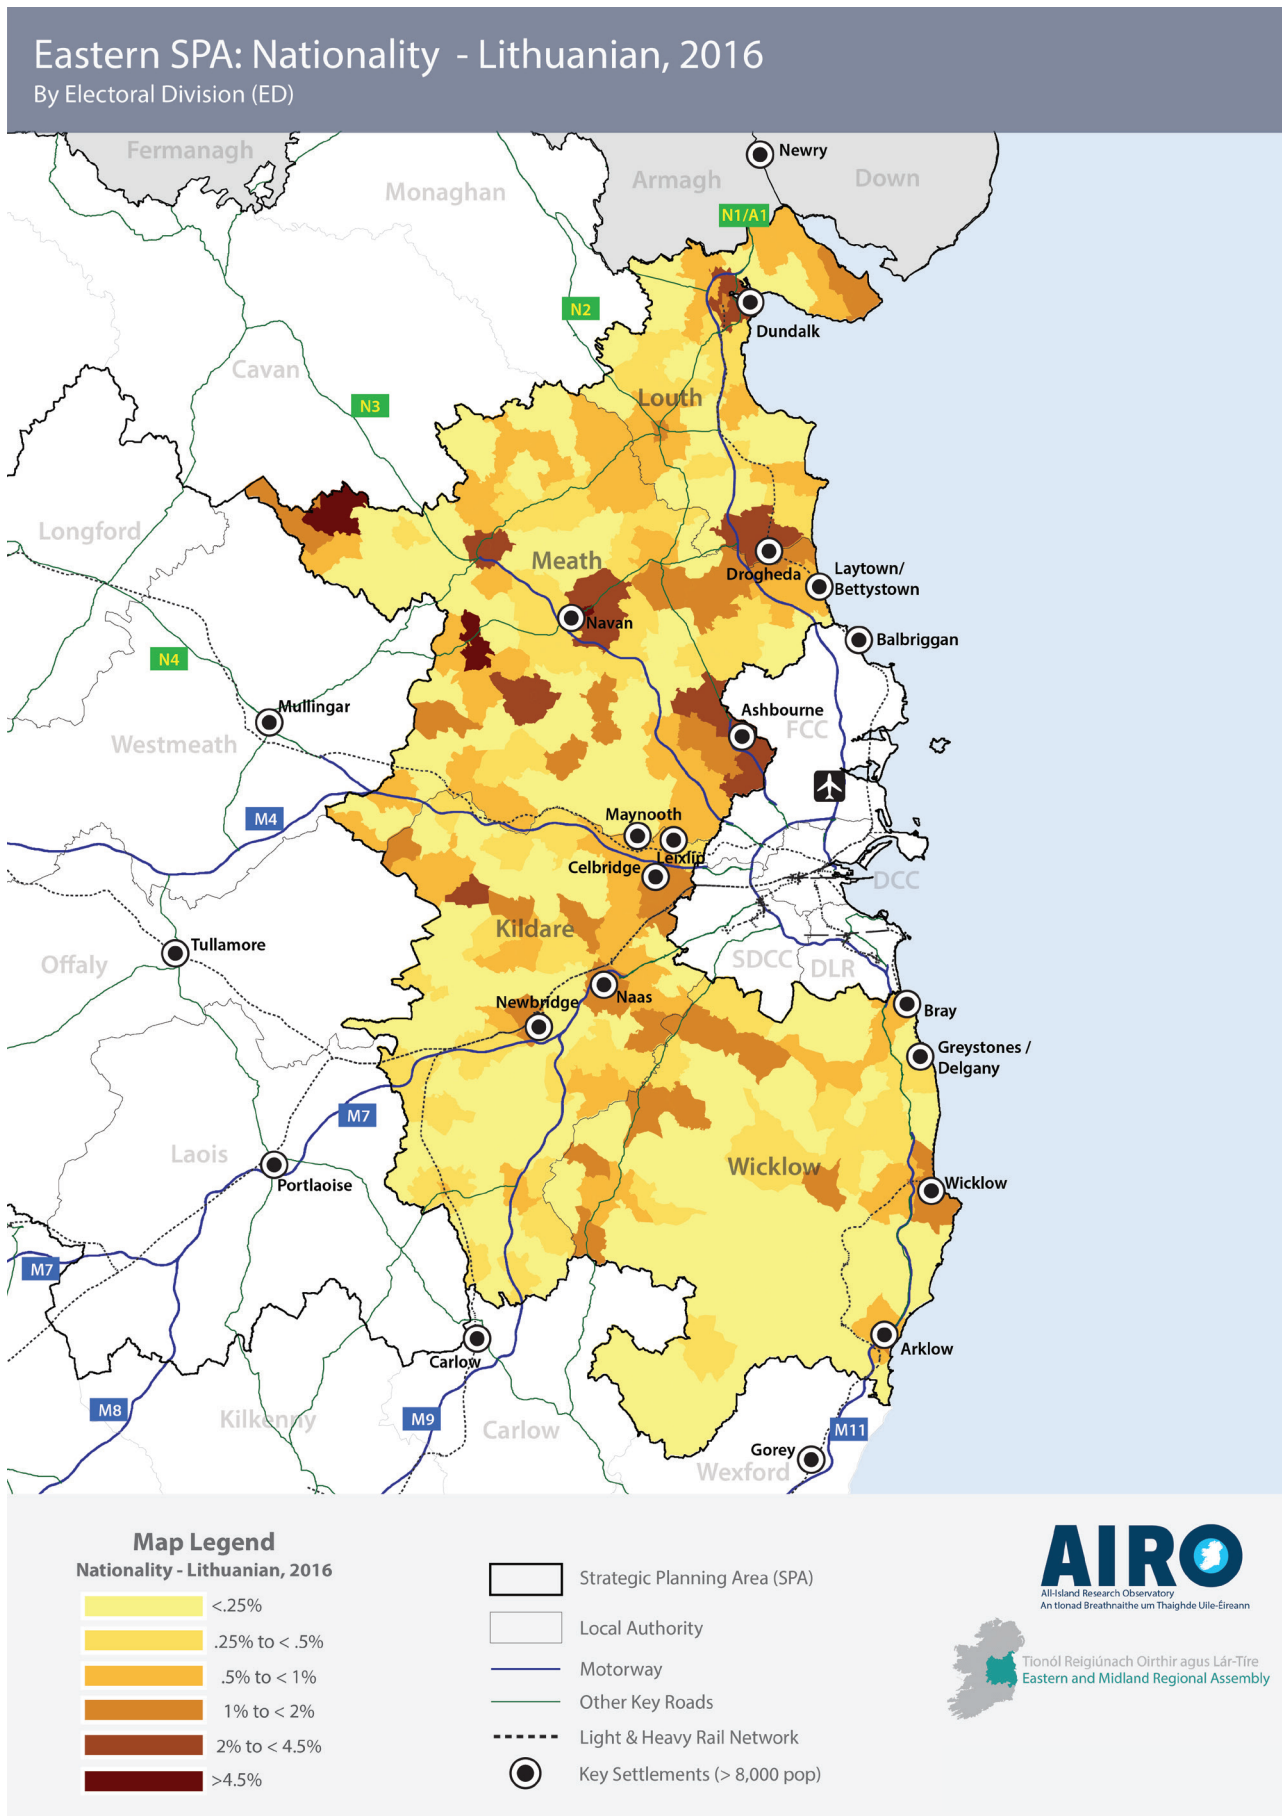 Eastern SPA: Nationality - Lithuanian, 2016
By Electoral Division (ED)
Fermanagh
Monaghan
Armagh
Newry
Down
N1/A1
N2
Dundalk
Cavan
N3
Louth
Longford
Meath
Drogheda
Laytown/
Bettystown
Navan
Balbriggan
N4
Mullingar
Ashbourne
FCC
Westmeath
M4
Maynooth
Leixlip
Celbridge
DCC
Kildare
Tullamore
Offaly
SDCC
DLR
Newbridge
Naas
Bray
Greystones /
Delgany
M7
Laois
Wicklow
Portlaoise
Wicklow
M7
Arklow
Carlow
M8
Kilkenny
M9
Carlow
M11
Gorey
Wexford
Map Legend
Nationality - Lithuanian, 2016
<.25%
.25% to < .5%
.5% to < 1%
1% to < 2%
2% to < 4.5%
>4.5%
Strategic Planning Area (SPA)
Local Authority
Motorway
Other Key Roads
Light & Heavy Rail Network
Key Settlements (> 8,000 pop)
AIRO
All-Island Research Observatory
An tIonad Breathnaithe um Thaighde Uile-Éireann
Tionól Reigiúnach Oirthir agus Lár-Tíre
Eastern and Midland Regional Assembly